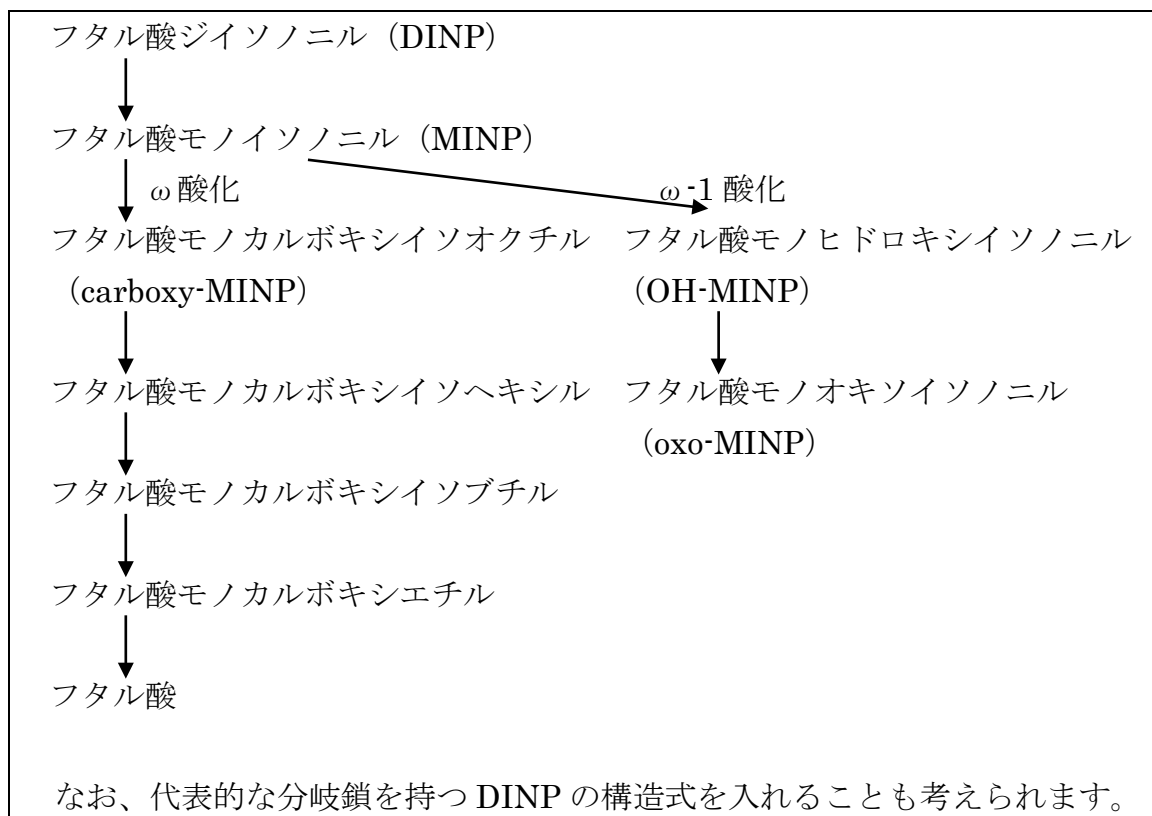 フタル酸ジイソノニル（DINP）
フタル酸モノイソノニル（MINP）
ω酸化
ω-1 酸化
フタル酸モノカルボキシイソオクチル
（carboxy-MINP）
フタル酸モノヒドロキシイソノニル
（OH-MINP）
フタル酸モノカルボキシイソヘキシル
フタル酸モノオキソイソノニル
（oxo-MINP）
フタル酸モノカルボキシイソブチル
フタル酸モノカルボキシエチル
フタル酸
なお、代表的な分岐鎖を持つ DINP の構造式を入れることも考えられます。